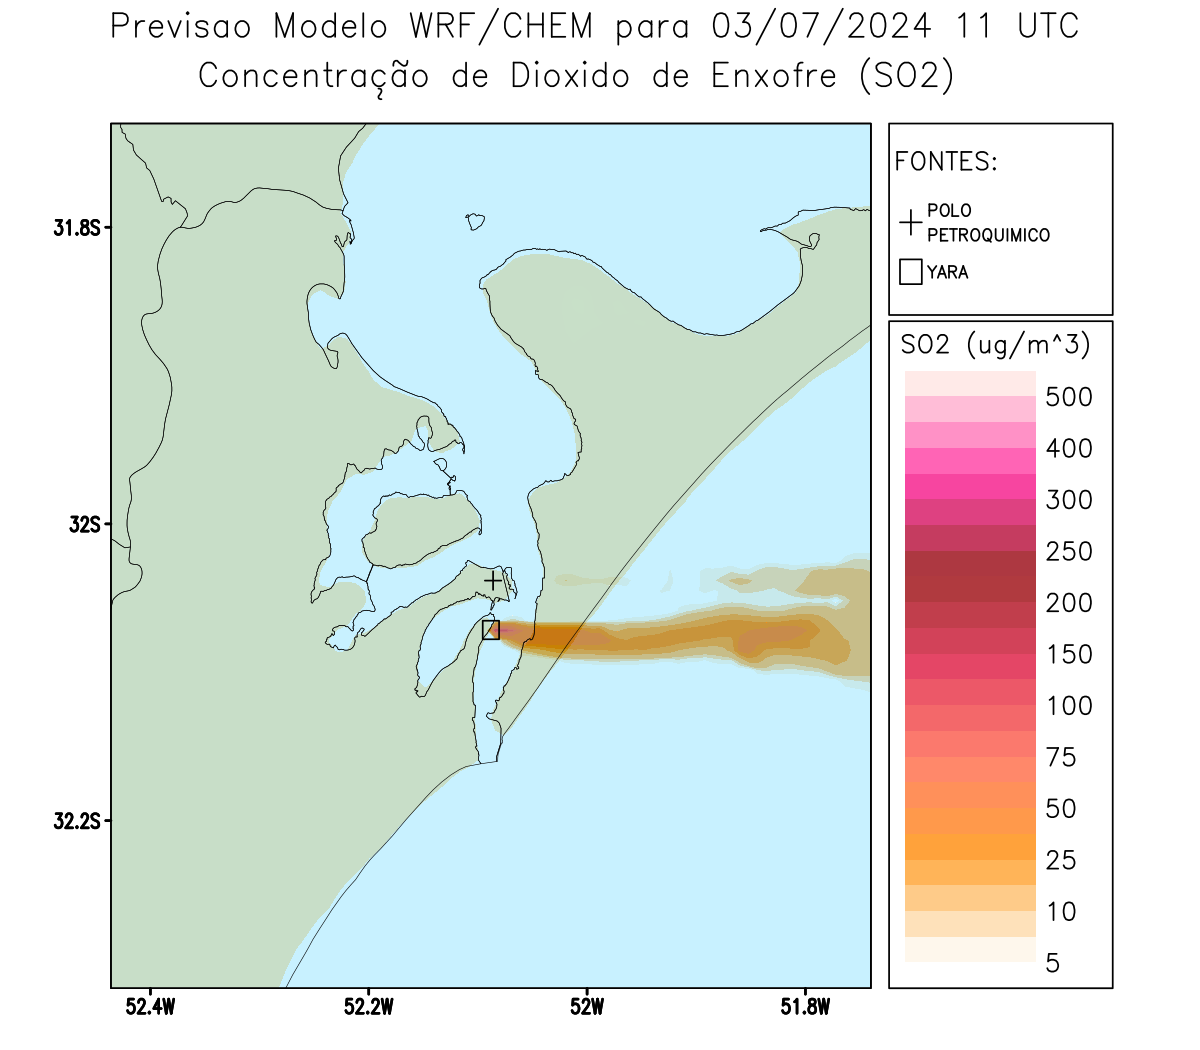 Previsao Modelo WRF/CHEM para 03/07/2024 11 UTC
Concentração de Dioxido de Enxofre (SO2)
FONTES:
POLO
PETROQUIMICO
YARA
SO2 (ug/m^3)
500
400
300
250
200
150
100
75
50
25
10
5
31.8S
32S
32.2S
52.4W
52.2W
52W
51.8W